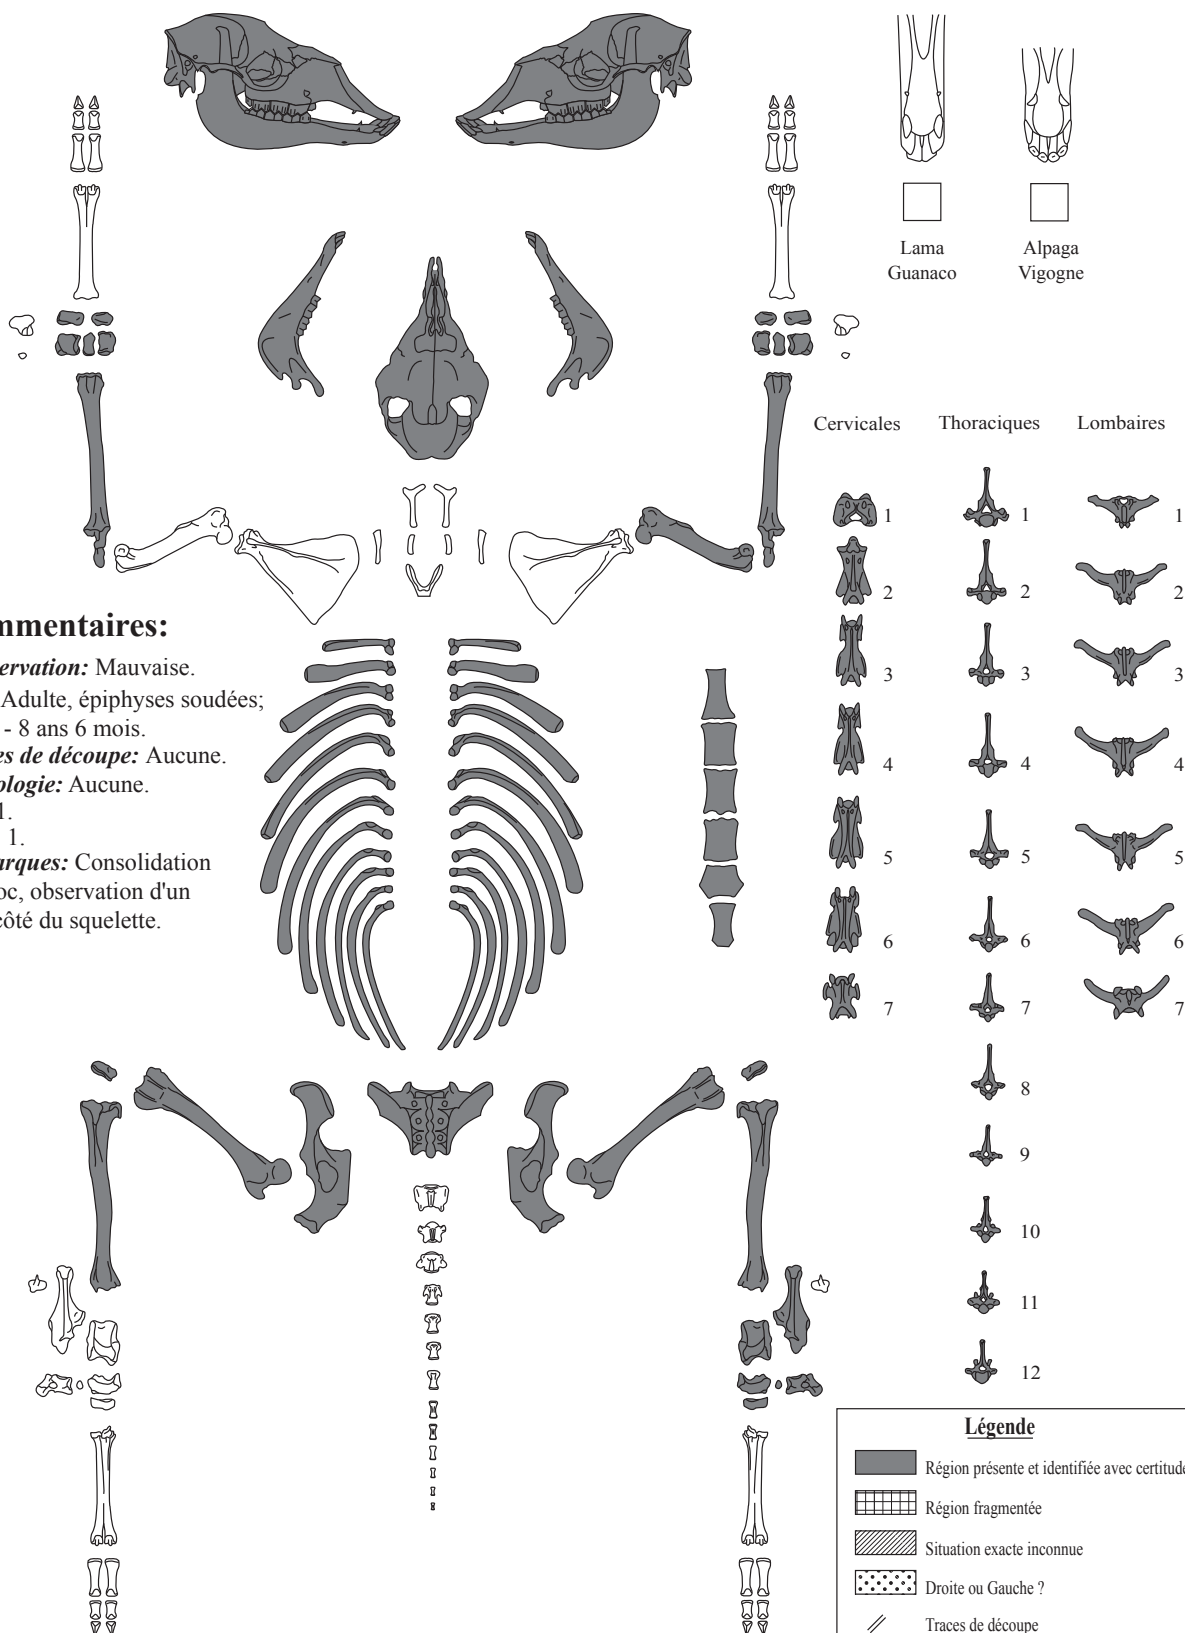 Lama
Guanaco
Alpaga
Vigogne
Cervicales
Thoraciques
Lombaires
1
2
3
4
5
6
7
1
2
3
4
5
6
7
8
9
10
11
12
1
2
3
4
5
6
7
mmentaires:
ervation: Mauvaise.
Adulte, épiphyses soudées;
- 8 ans 6 mois.
es de découpe: Aucune.
ologie: Aucune.
1.
1.
arques: Consolidation
oc, observation d'un
côté du squelette.
Légende
Région présente et identifiée avec certitude
Région fragmentée
Situation exacte inconnue
Droite ou Gauche ?
Traces de découpe